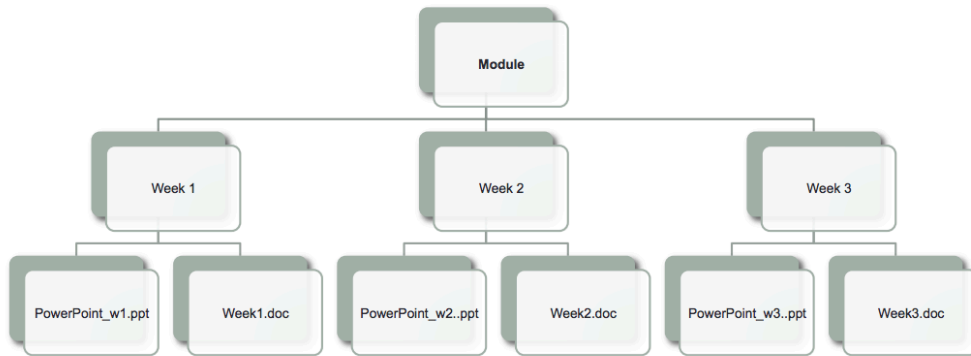 Module
Week 1
Week 2
Week 3
PowerPoint_w1.ppt
Week1.doc
PowerPoint_w2..ppt
Week2.doc
PowerPoint_w3..ppt
Week3.doc